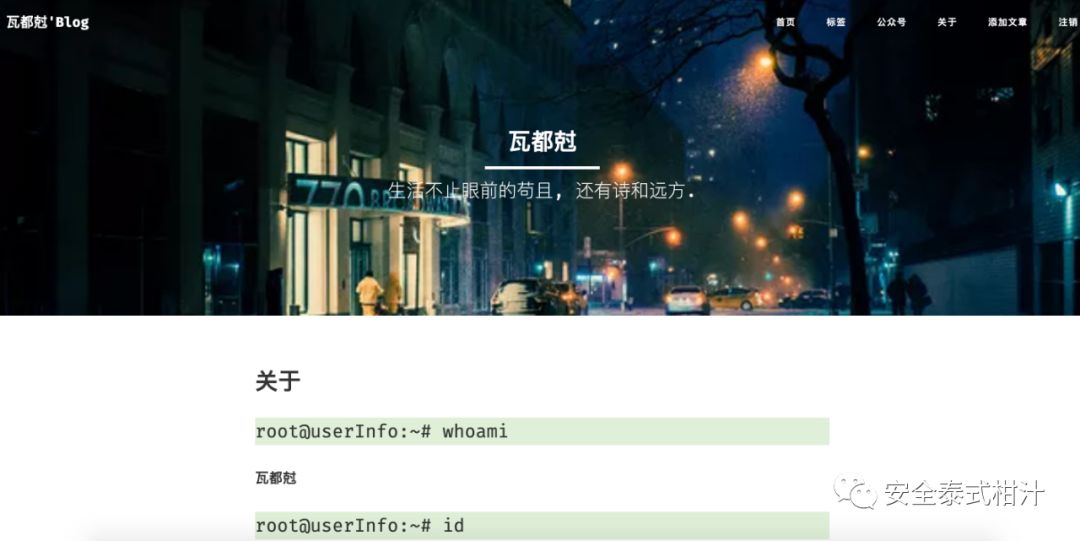 瓦都尅'Blog
首页 标签 公众号 关于 添加文章 注销
瓦都尅
生活不止眼前的苟且, 还有诗和远方.
770 BROADWAY
关于
root@userInfo:~# whoami
瓦都尅
安全泰式柑汁
root@userInfo:~# id